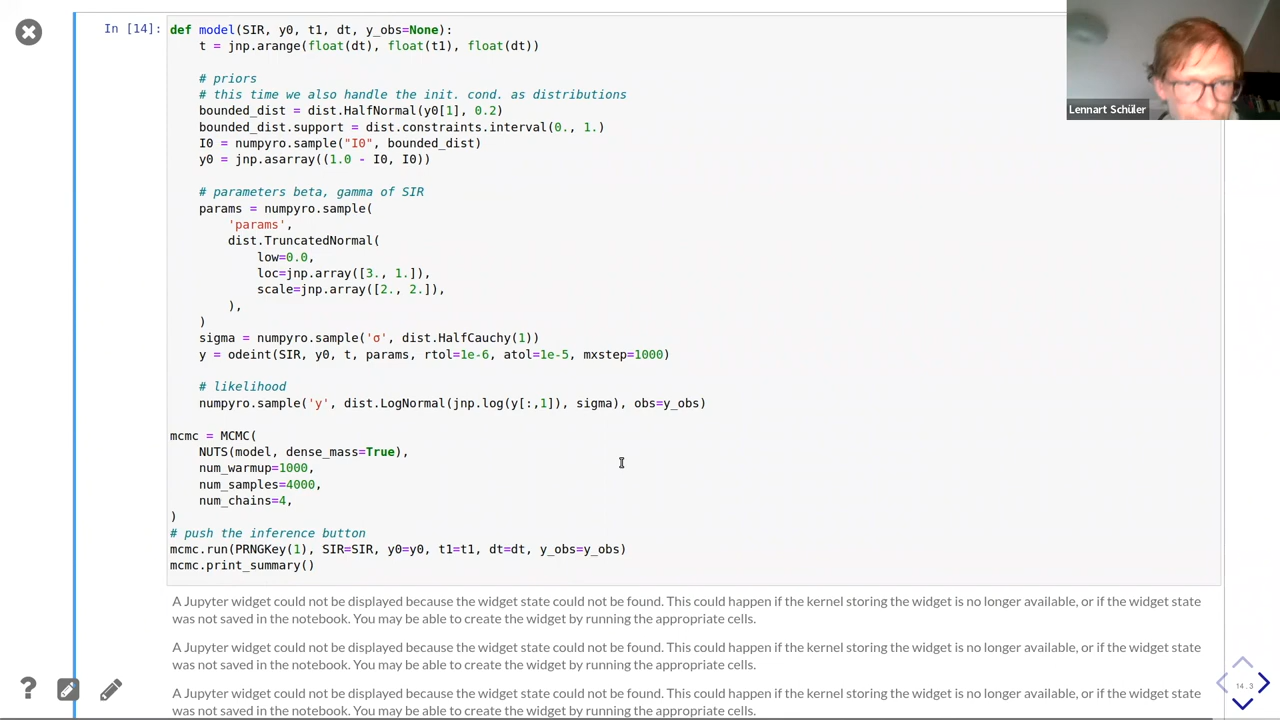 In [14]:
def model(SIR, y0, t1, dt, y_obs=None):
    t = jnp.arange(float(dt), float(t1), float(dt))

    # priors
    # this time we also handle the init. cond. as distributions
    bounded_dist = dist.HalfNormal(y0[1], 0.2)
    bounded_dist.support = dist.constraints.interval(0., 1.)
    I0 = numpyro.sample("I0", bounded_dist)
    y0 = jnp.asarray((1.0 - I0, I0))

    # parameters beta, gamma of SIR
    params = numpyro.sample(
        'params',
        dist.TruncatedNormal(
            low=0.0,
            loc=jnp.array([3., 1.]),
            scale=jnp.array([2., 2.]),
        ),
    )
    sigma = numpyro.sample('σ', dist.HalfCauchy(1))
    y = odeint(SIR, y0, t, params, rtol=1e-6, atol=1e-5, mxstep=1000)

    # likelihood
    numpyro.sample('y', dist.LogNormal(jnp.log(y[:,1]), sigma), obs=y_obs)

mcmc = MCMC(
    NUTS(model, dense_mass=True),
    num_warmup=1000,
    num_samples=4000,
    num_chains=4,
)
# push the inference button
mcmc.run(PRNGKey(1), SIR=SIR, y0=y0, t1=t1, dt=dt, y_obs=y_obs)
mcmc.print_summary()
A Jupyter widget could not be displayed because the widget state could not be found. This could happen if the kernel storing the widget is no longer available, or if the widget state
was not saved in the notebook. You may be able to create the widget by running the appropriate cells.
A Jupyter widget could not be displayed because the widget state could not be found. This could happen if the kernel storing the widget is no longer available, or if the widget state
was not saved in the notebook. You may be able to create the widget by running the appropriate cells.
A Jupyter widget could not be displayed because the widget state could not be found. This could happen if the kernel storing the widget is no longer available, or if the widget state
was not saved in the notebook. You may be able to create the widget by running the appropriate cells.
Lennart Schüler
?
14.3